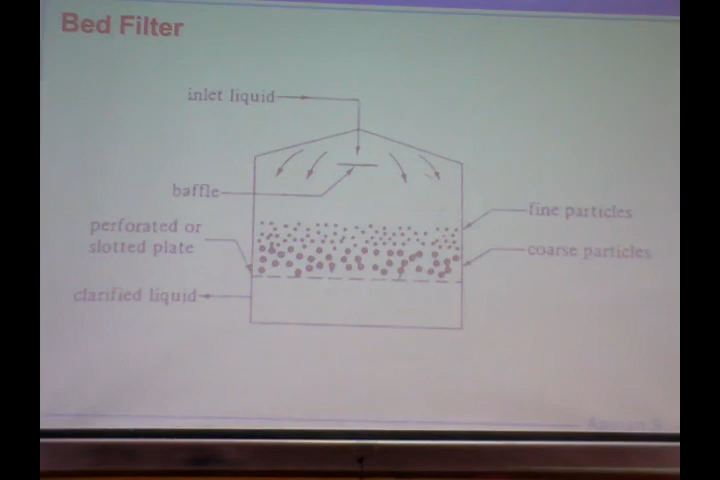 Bed Filter
inlet liquid
baffle
fine particles
perforated or
slotted plate
coarse particles
clarified liquid